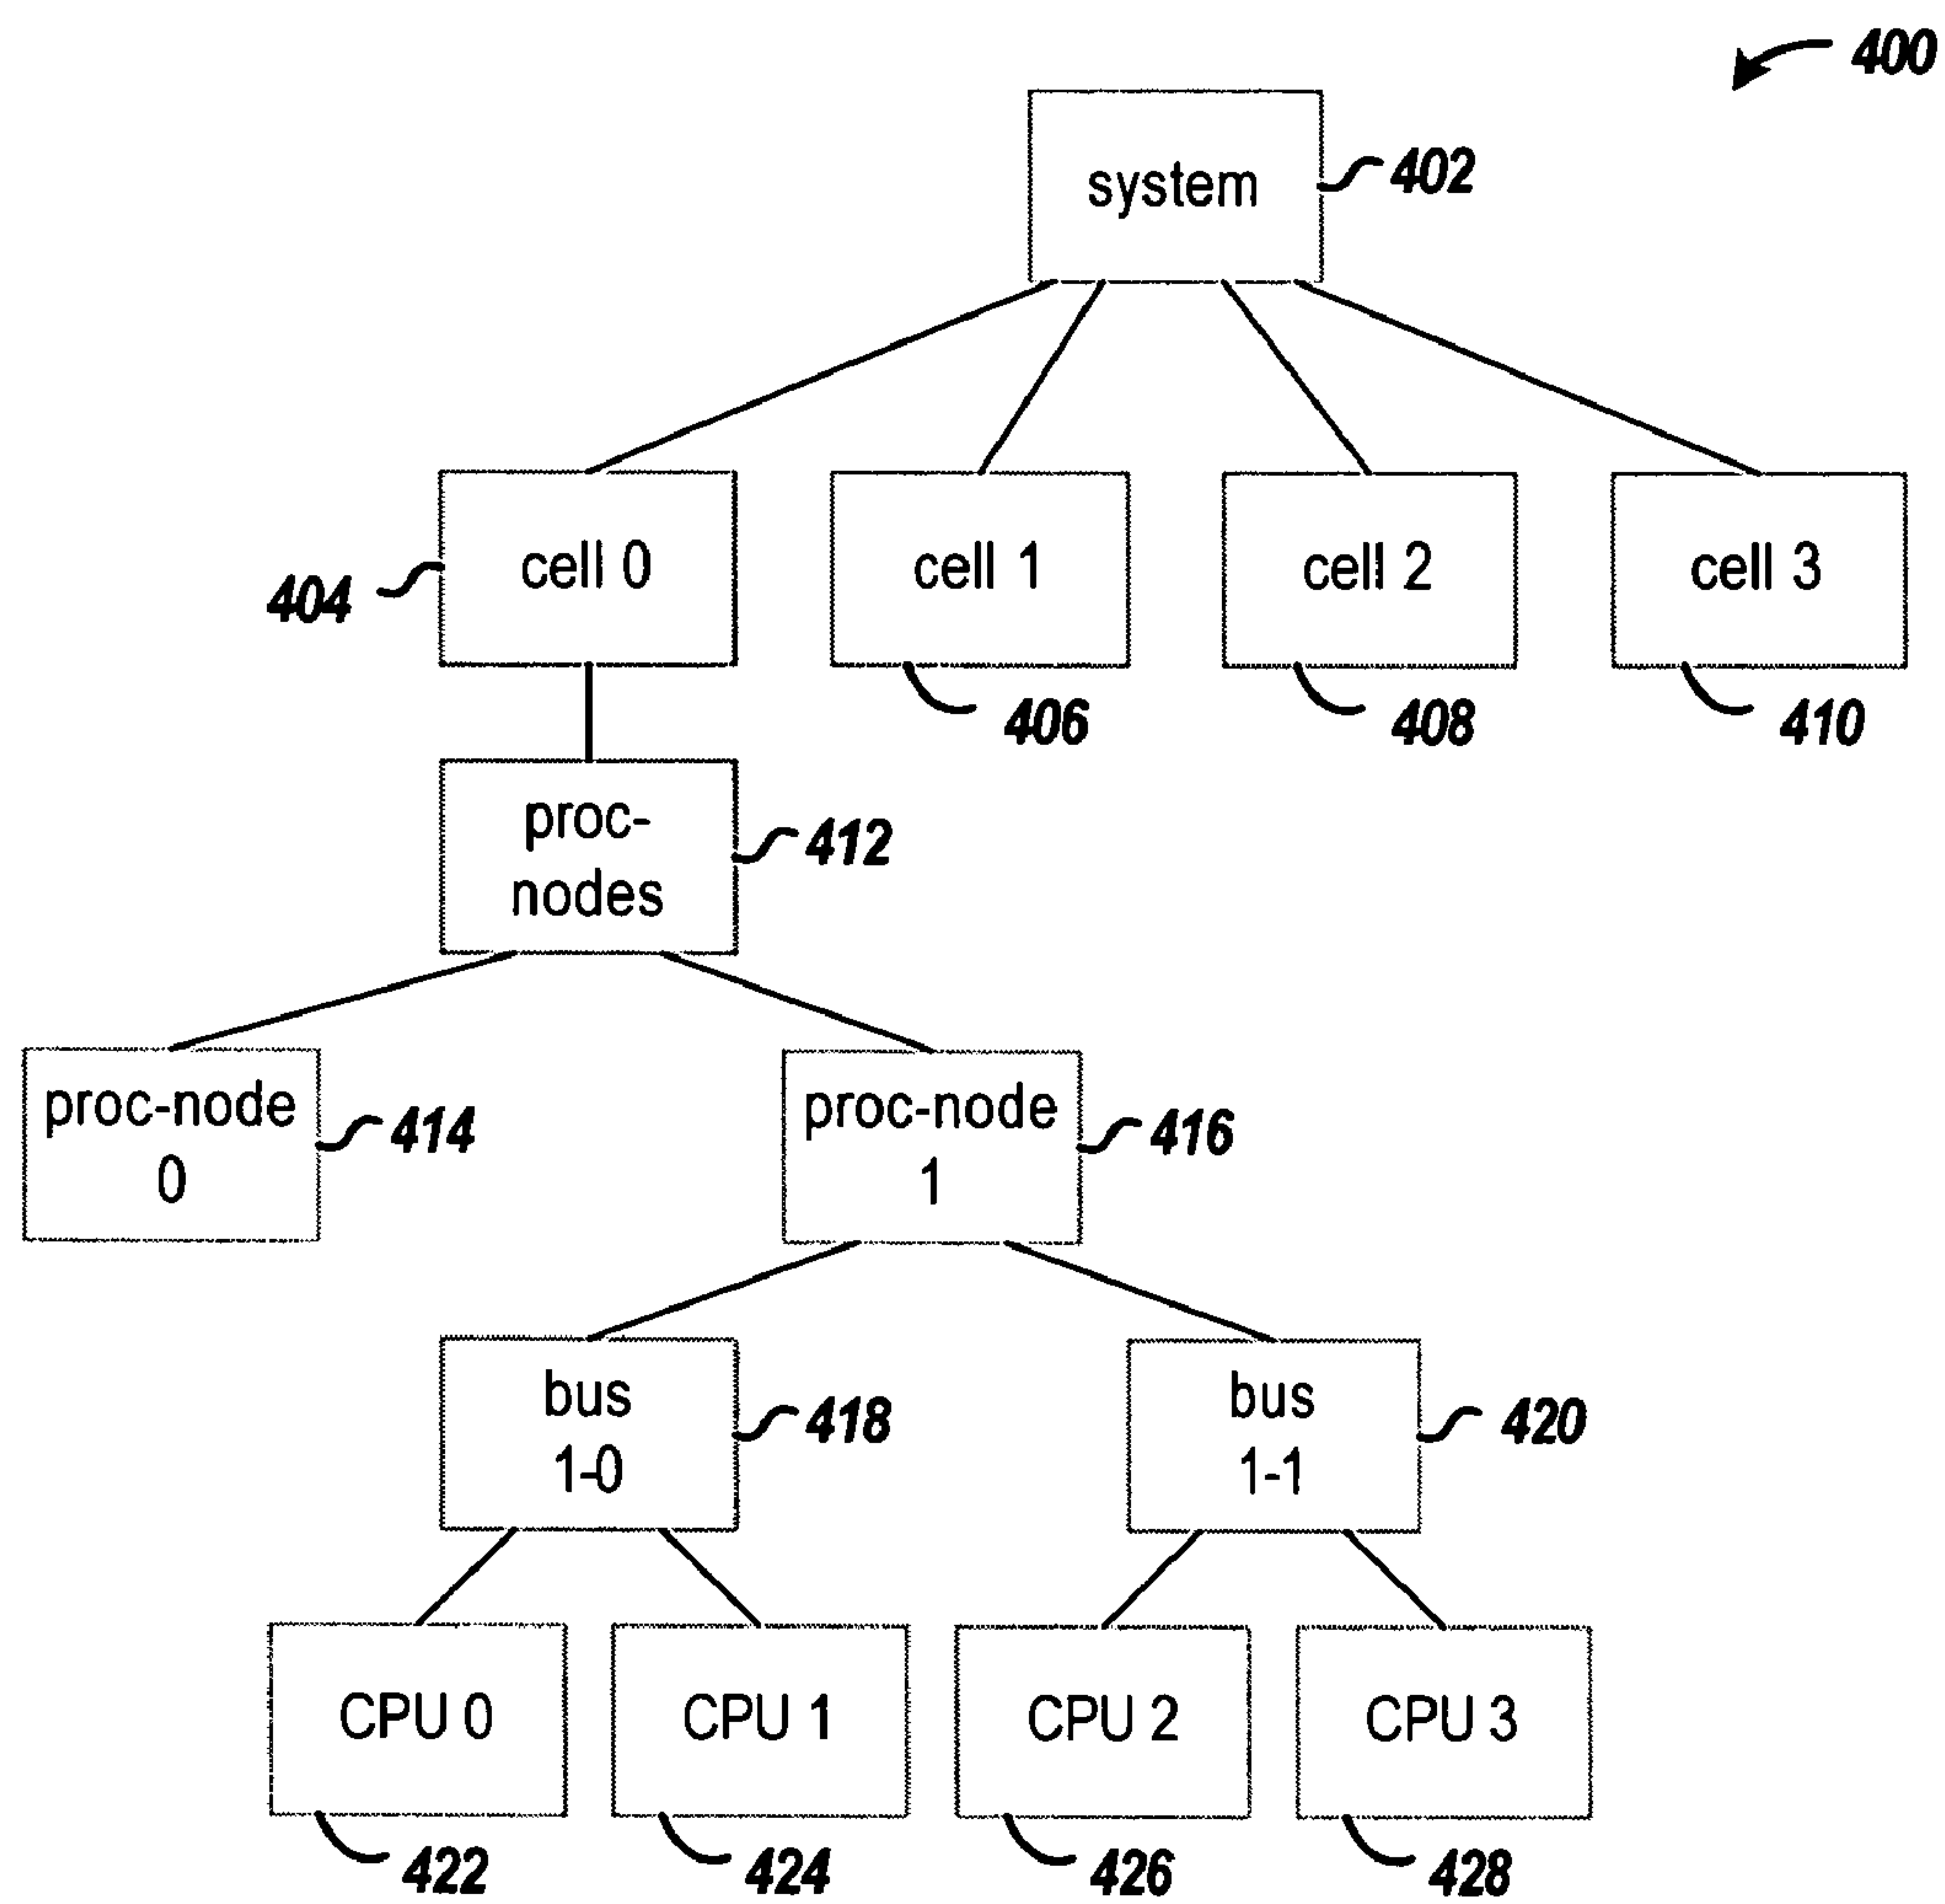 400
system
402
cell 0
cell 1
cell 2
cell 3
404
406
408
410
proc-
nodes
412
proc-node
0
414
proc-node
1
416
bus
1-0
418
bus
1-1
420
CPU 0
CPU 1
CPU 2
CPU 3
422
424
426
428